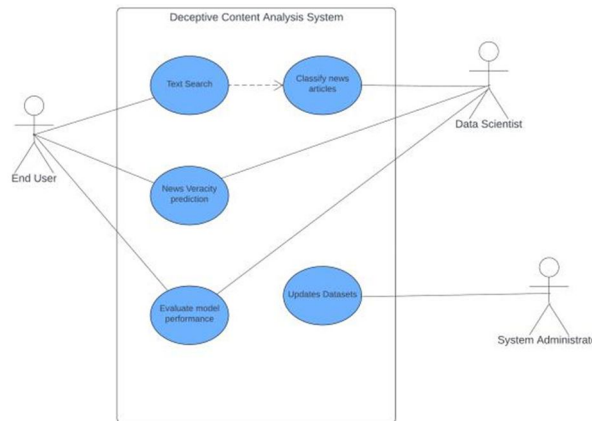 Deceptive Content Analysis System
Text Search
Classify news
articles
Data Scientist
End User
News Veracity
prediction
Evaluate model
performance
Updates Datasets
System Administrat